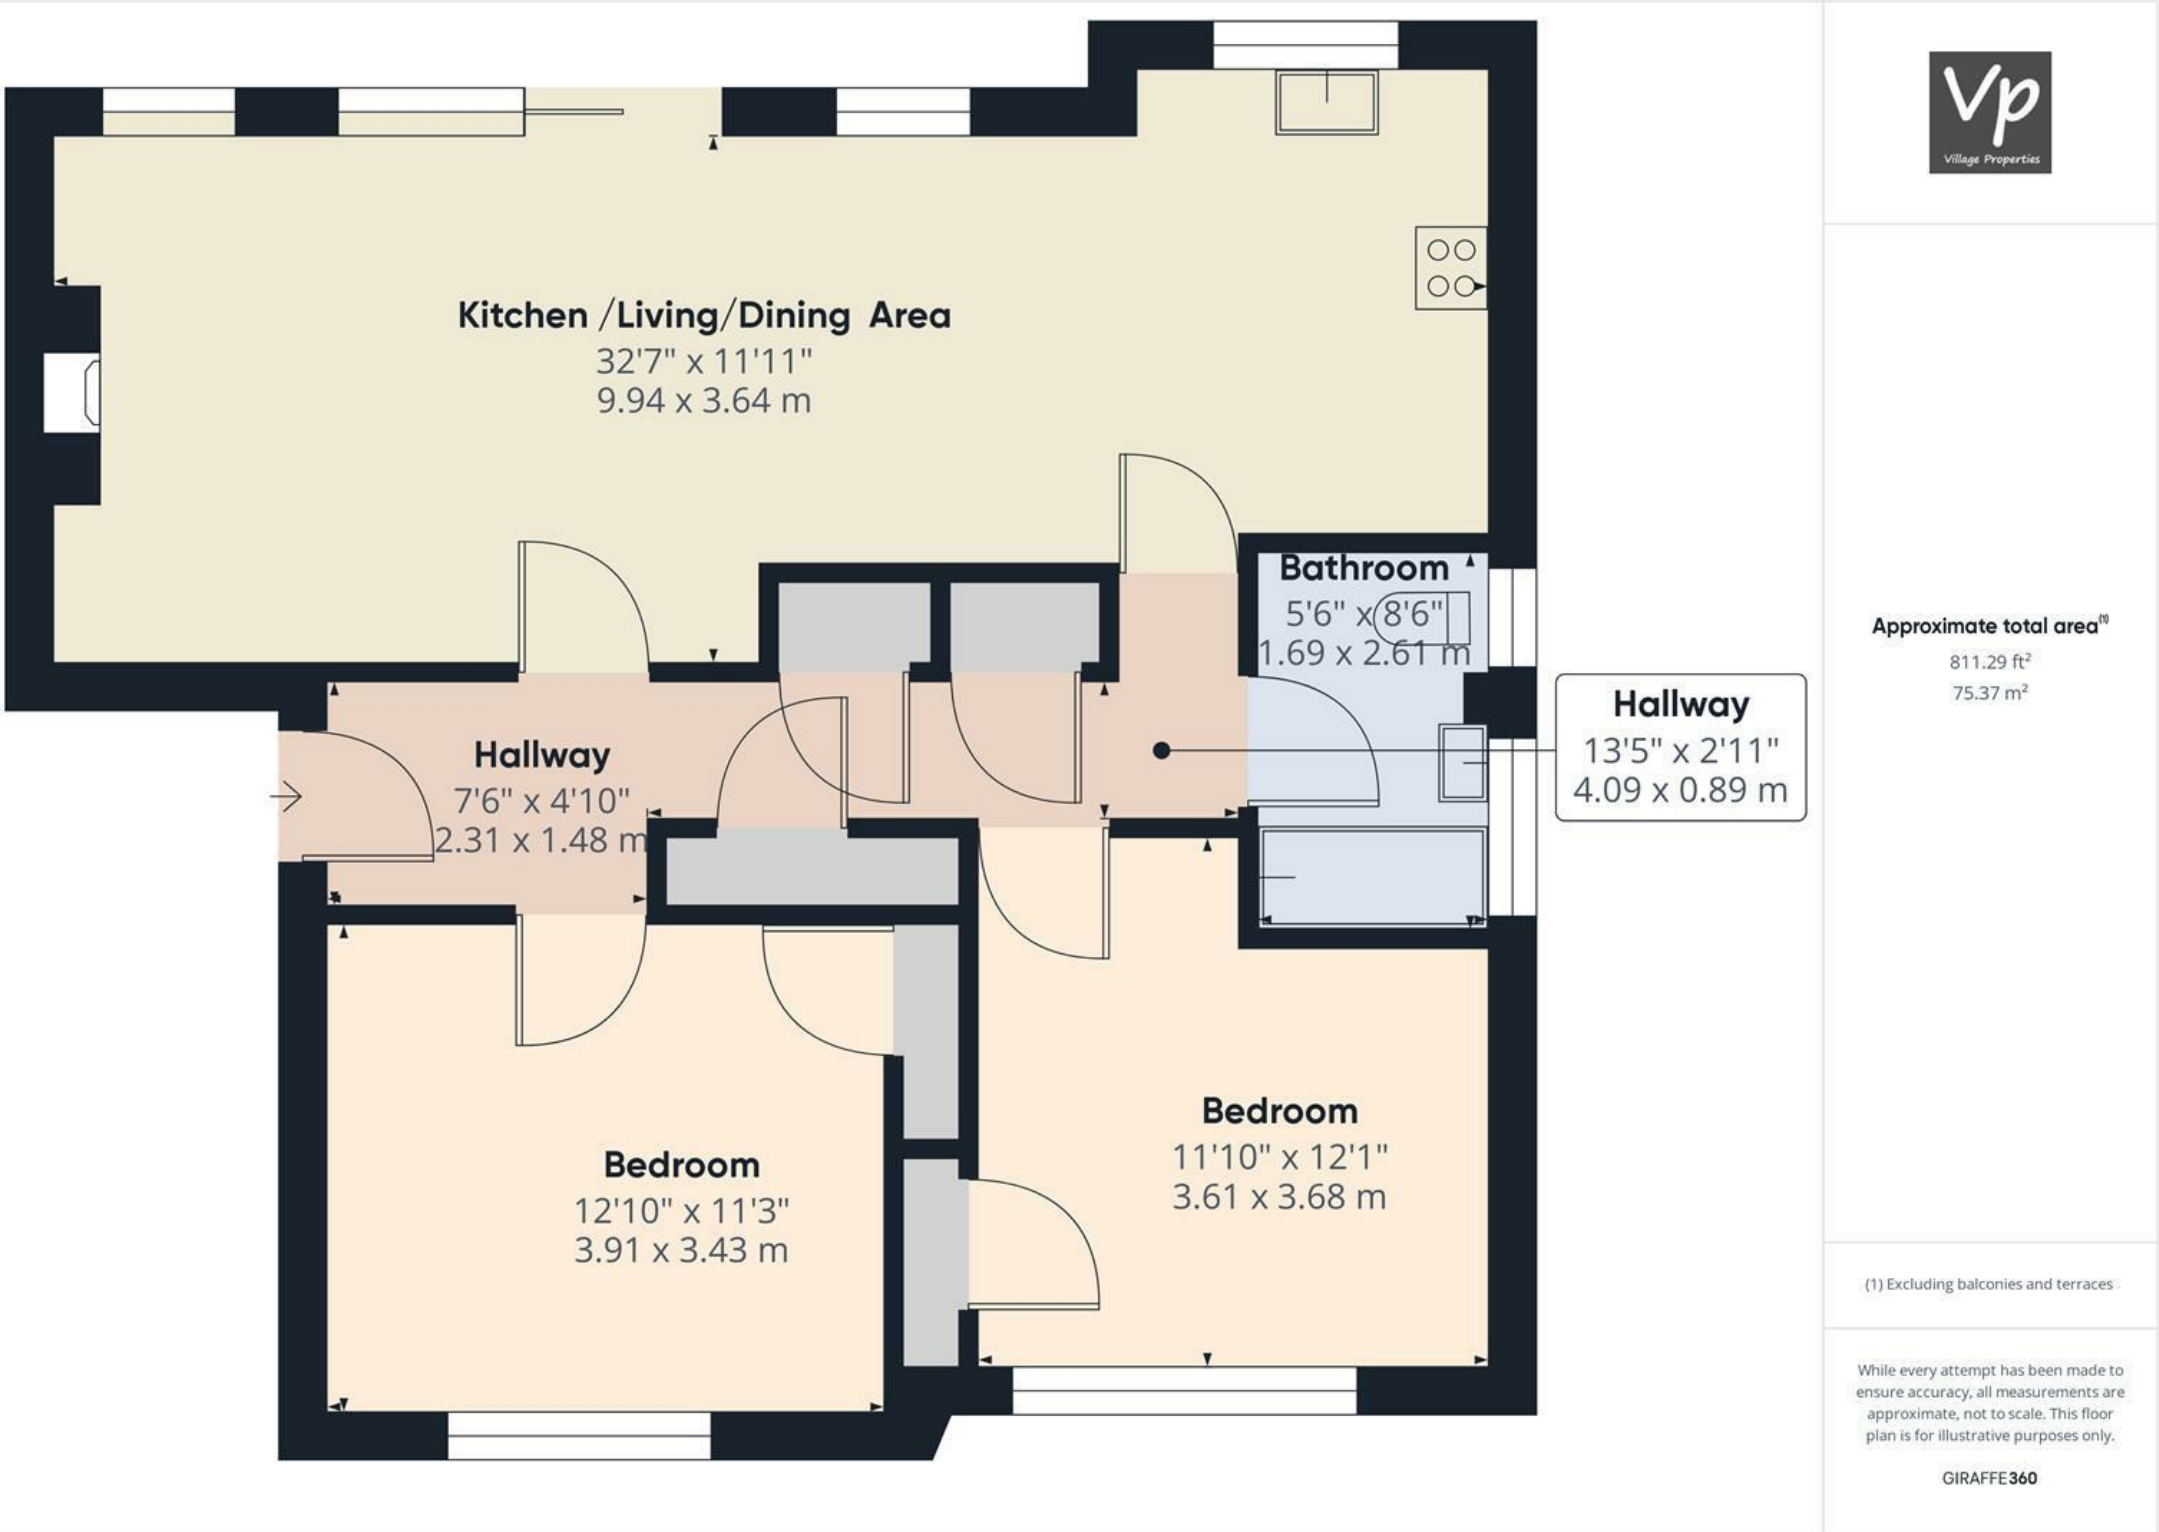 Vp
Village Properties
Kitchen /Living/Dining Area
32'7" x 11'11"
9.94 x 3.64 m
Bathroom
5'6" x 8'6"
1.69 x 2.61 m
Hallway
7'6" x 4'10"
2.31 x 1.48 m
Hallway
13'5" x 2'11"
4.09 x 0.89 m
Bedroom
12'10" x 11'3"
3.91 x 3.43 m
Bedroom
11'10" x 12'1"
3.61 x 3.68 m
Approximate total area⁽¹⁾
811.29 ft²
75.37 m²
(1) Excluding balconies and terraces
While every attempt has been made to
ensure accuracy, all measurements are
approximate, not to scale. This floor
plan is for illustrative purposes only.
GIRAFFE360